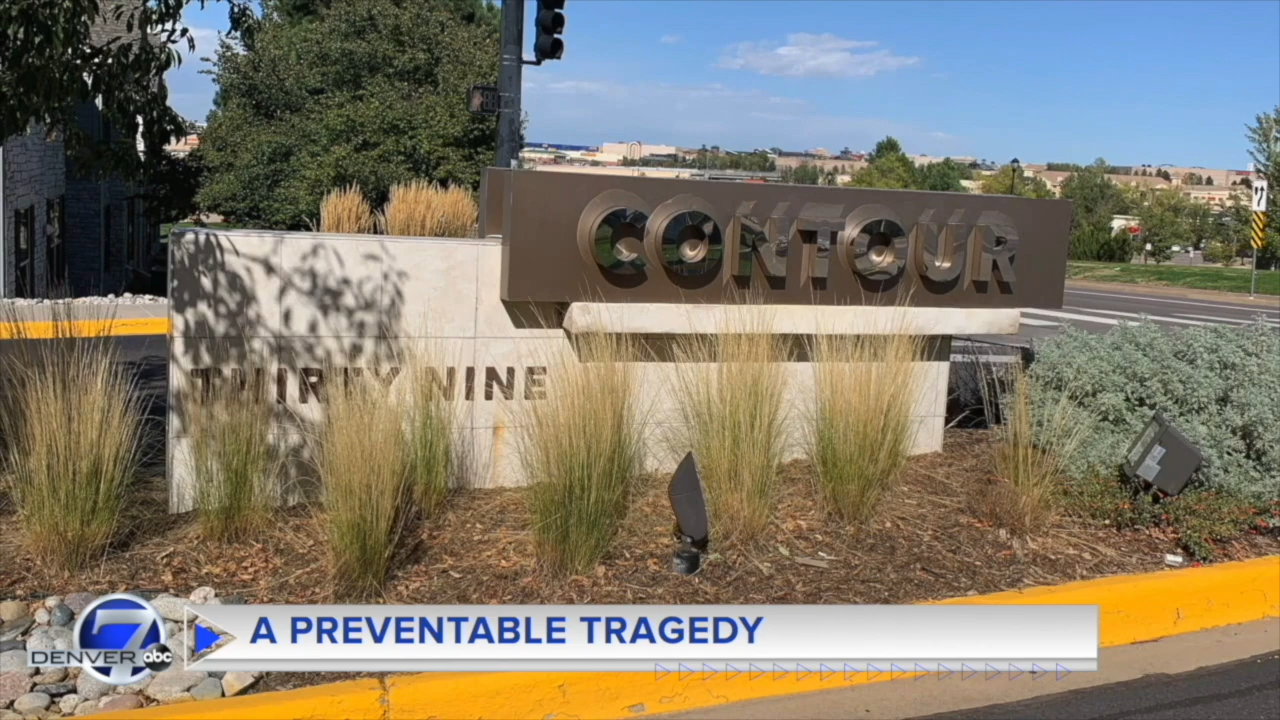 CONTOUR
THIRTY NINE
A PREVENTABLE TRAGEDY
7
DENVER abc